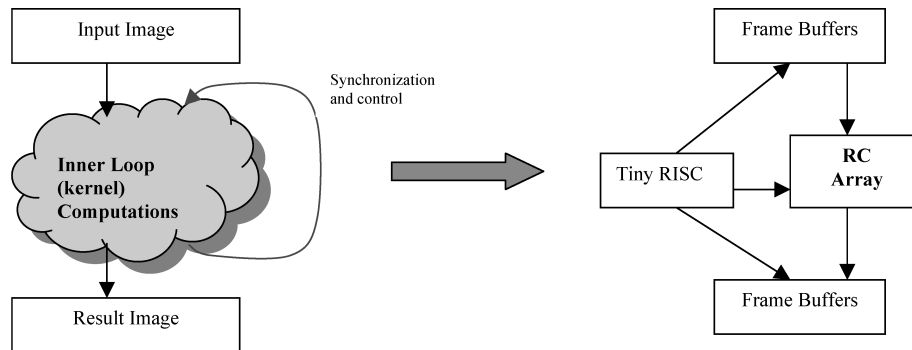 Input Image
Synchronization
and control
Inner Loop
(kernel)
Computations
Result Image
Frame Buffers
Tiny RISC
RC
Array
Frame Buffers